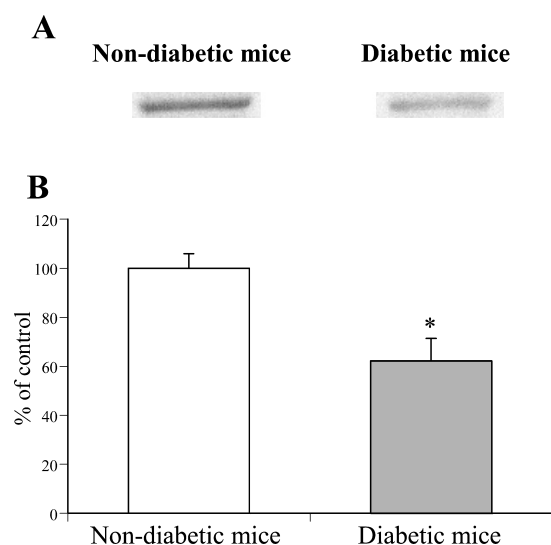 A
Non-diabetic mice
Diabetic mice
B
120
100
80
60
40
20
0
% of control
*
Non-diabetic mice
Diabetic mice